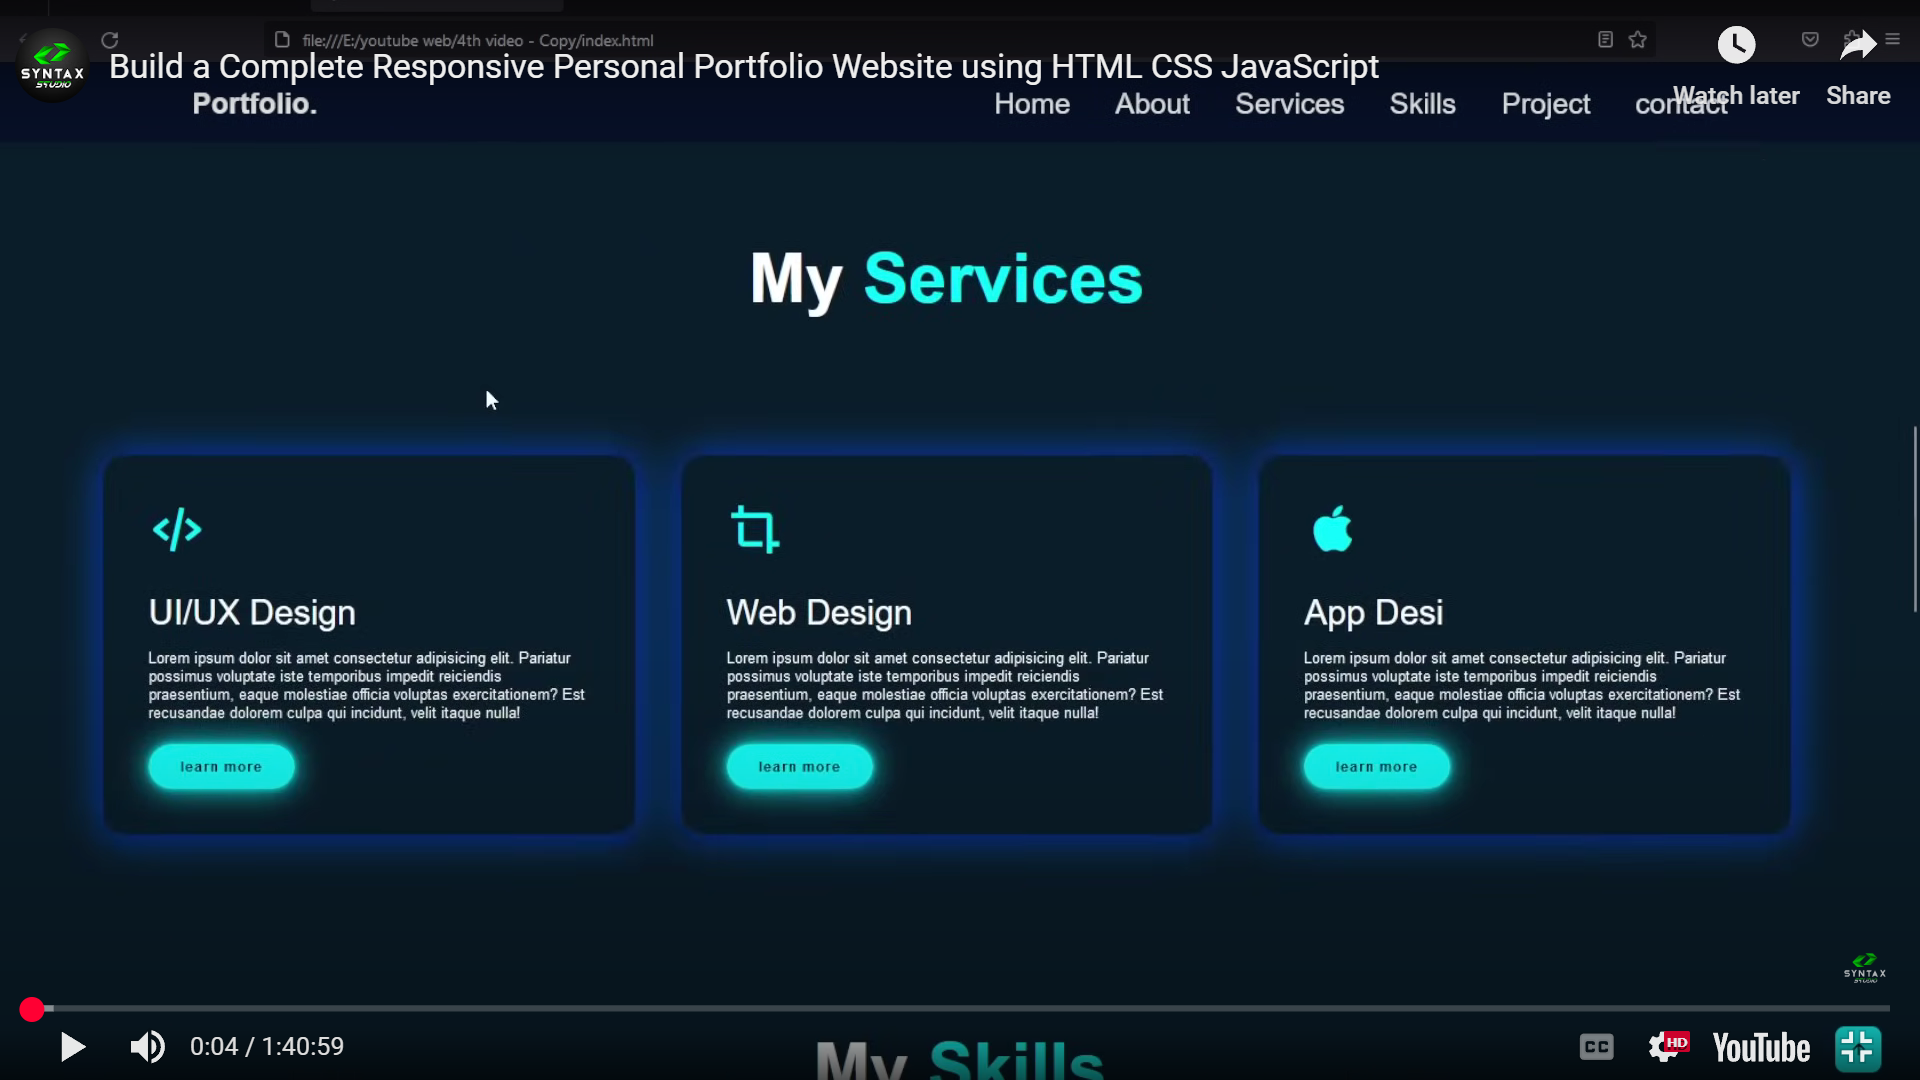 file:///E:/youtube web/4th video - Copy/index.html
SYNTAX
STUDIO
Build a Complete Responsive Personal Portfolio Website using HTML CSS JavaScript
Watch later
Share
Portfolio.
Home
About
Services
Skills
Project
contact
My Services
</>
UI/UX Design
Lorem ipsum dolor sit amet consectetur adipisicing elit. Pariatur
possimus voluptate iste temporibus impedit reiciendis
praesentium, eaque molestiae officia voluptas exercitationem? Est
recusandae dolorem culpa qui incidunt, velit itaque nulla!
learn more
Web Design
Lorem ipsum dolor sit amet consectetur adipisicing elit. Pariatur
possimus voluptate iste temporibus impedit reiciendis
praesentium, eaque molestiae officia voluptas exercitationem? Est
recusandae dolorem culpa qui incidunt, velit itaque nulla!
learn more
App Desi
Lorem ipsum dolor sit amet consectetur adipisicing elit. Pariatur
possimus voluptate iste temporibus impedit reiciendis
praesentium, eaque molestiae officia voluptas exercitationem? Est
recusandae dolorem culpa qui incidunt, velit itaque nulla!
learn more
SYNTAX
STUDIO
My Skills
0:04 / 1:40:59
CC
HD
YouTube